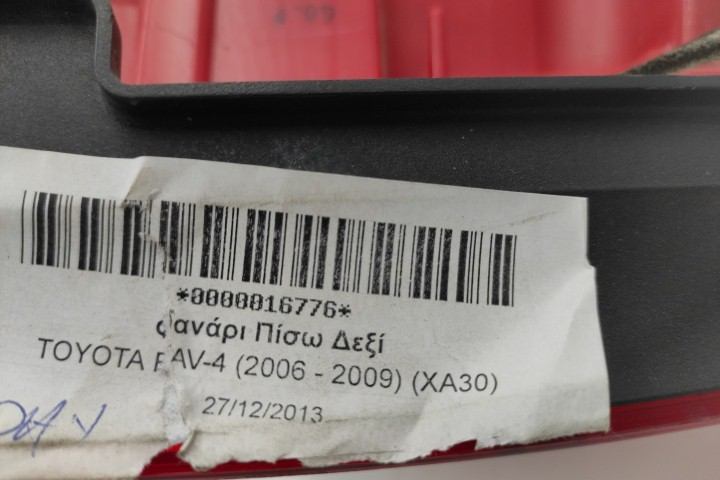 *0000016776*
φανάρι Πίσω Δεξί
TOYOTA RAV-4 (2006 - 2009) (XA30)
27/12/2013